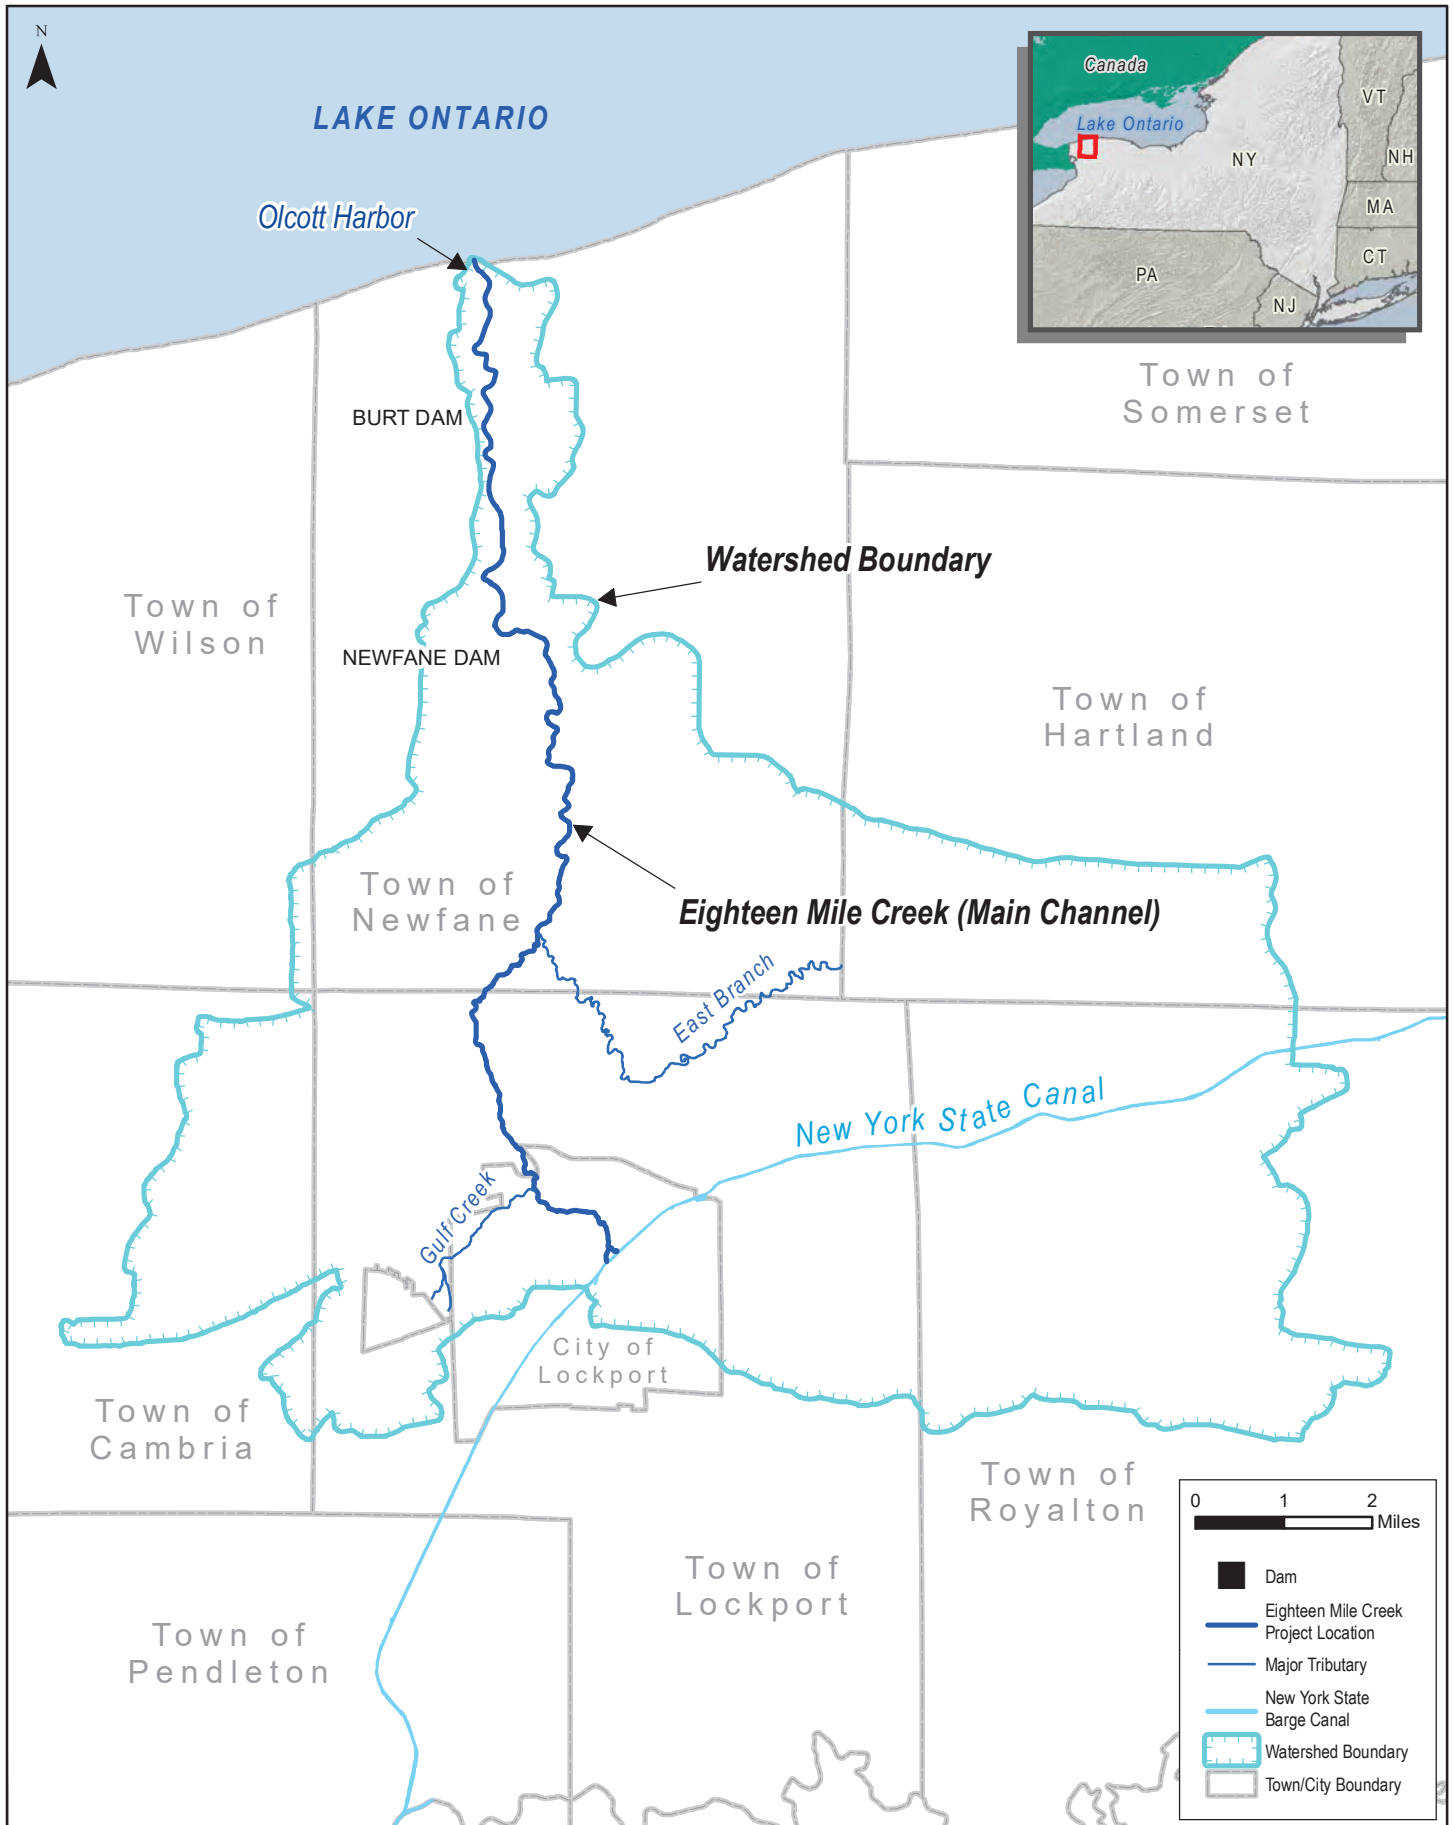 N
LAKE ONTARIO
Olcott Harbor
Canada
Lake Ontario
VT
NH
NY
MA
CT
PA
NJ
Town of
Somerset
BURT DAM
Watershed Boundary
Town of
Wilson
NEWFANE DAM
Town of
Hartland
Town of
Newfane
Eighteen Mile Creek (Main Channel)
East Branch
New York State Canal
Gulf Creek
City of
Lockport
Town of
Cambria
Town of
Royalton
Town of
Lockport
Town of
Pendleton
0 1 2
Miles
Dam
Eighteen Mile Creek
Project Location
Major Tributary
New York State
Barge Canal
Watershed Boundary
Town/City Boundary